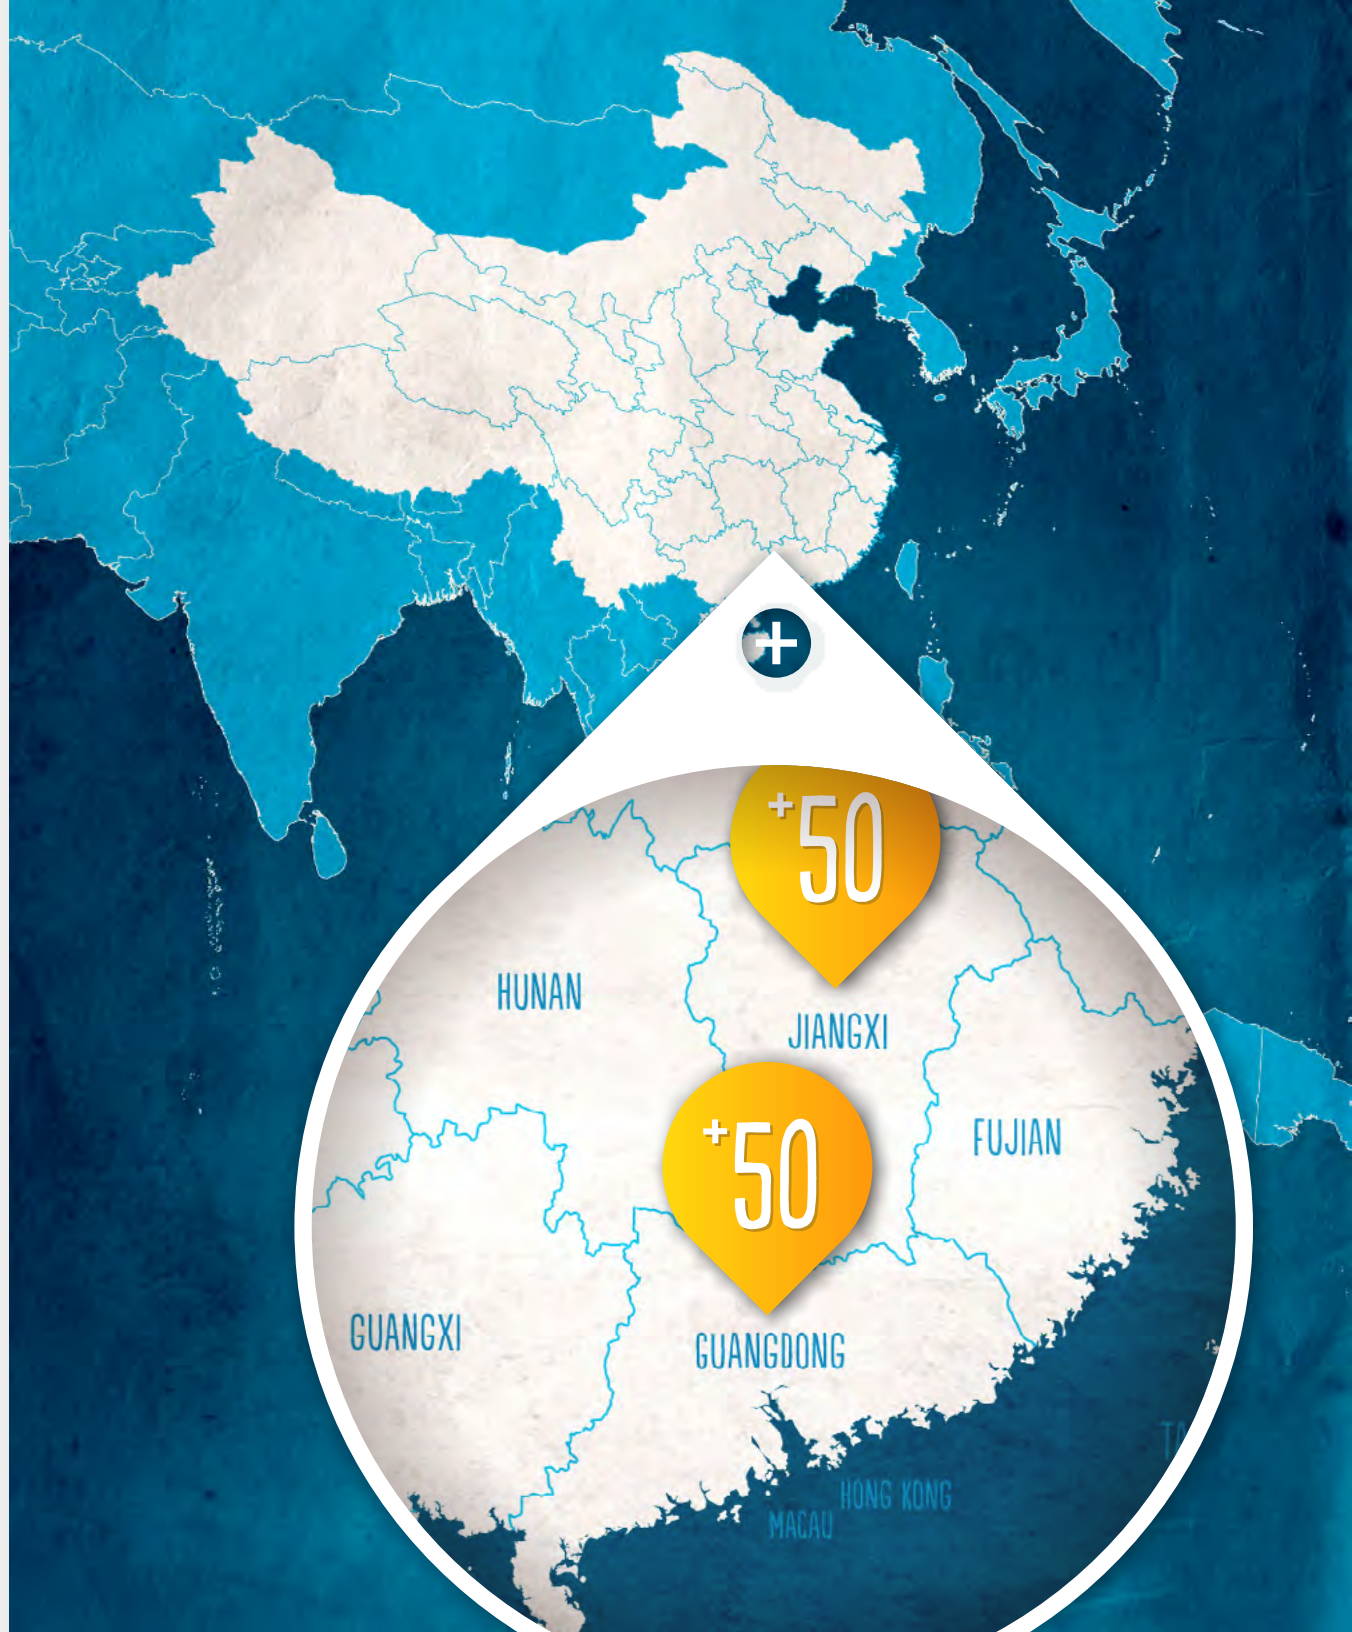 +
+50
HUNAN
JIANGXI
FUJIAN
+50
GUANGXI
GUANGDONG
HONG KONG
MACAU